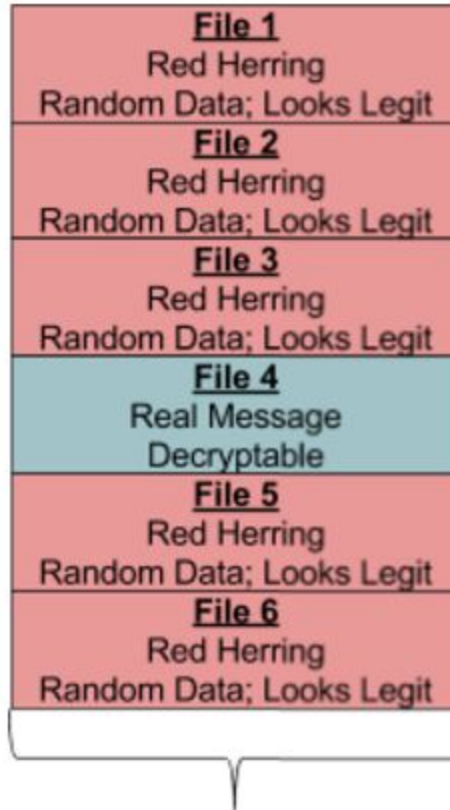 File 1
Red Herring
Random Data; Looks Legit
File 2
Red Herring
Random Data; Looks Legit
File 3
Red Herring
Random Data; Looks Legit
File 4
Real Message
Decryptable
File 5
Red Herring
Random Data; Looks Legit
File 6
Red Herring
Random Data; Looks Legit